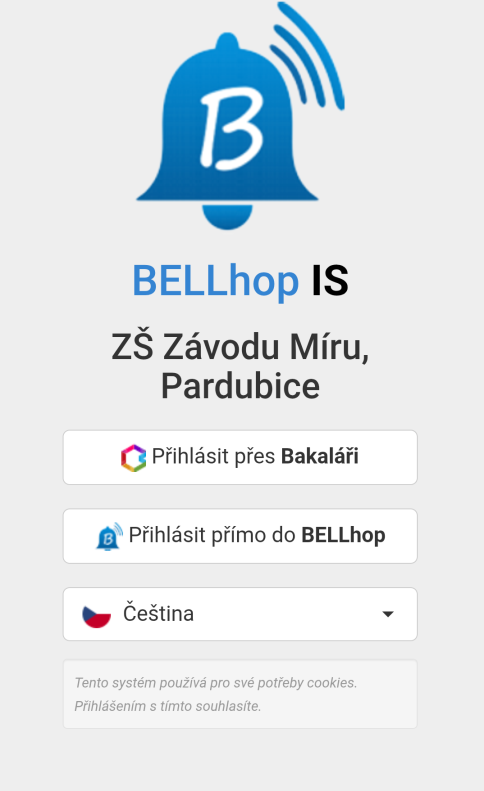 B
BELLhop IS
ZŠ Závodu Míru,
Pardubice
Přihlásit přes Bakaláři
B Přihlásit přímo do BELLhop
Čeština
Tento systém používá pro své potřeby cookies.
Přihlášením s tímto souhlasíte.